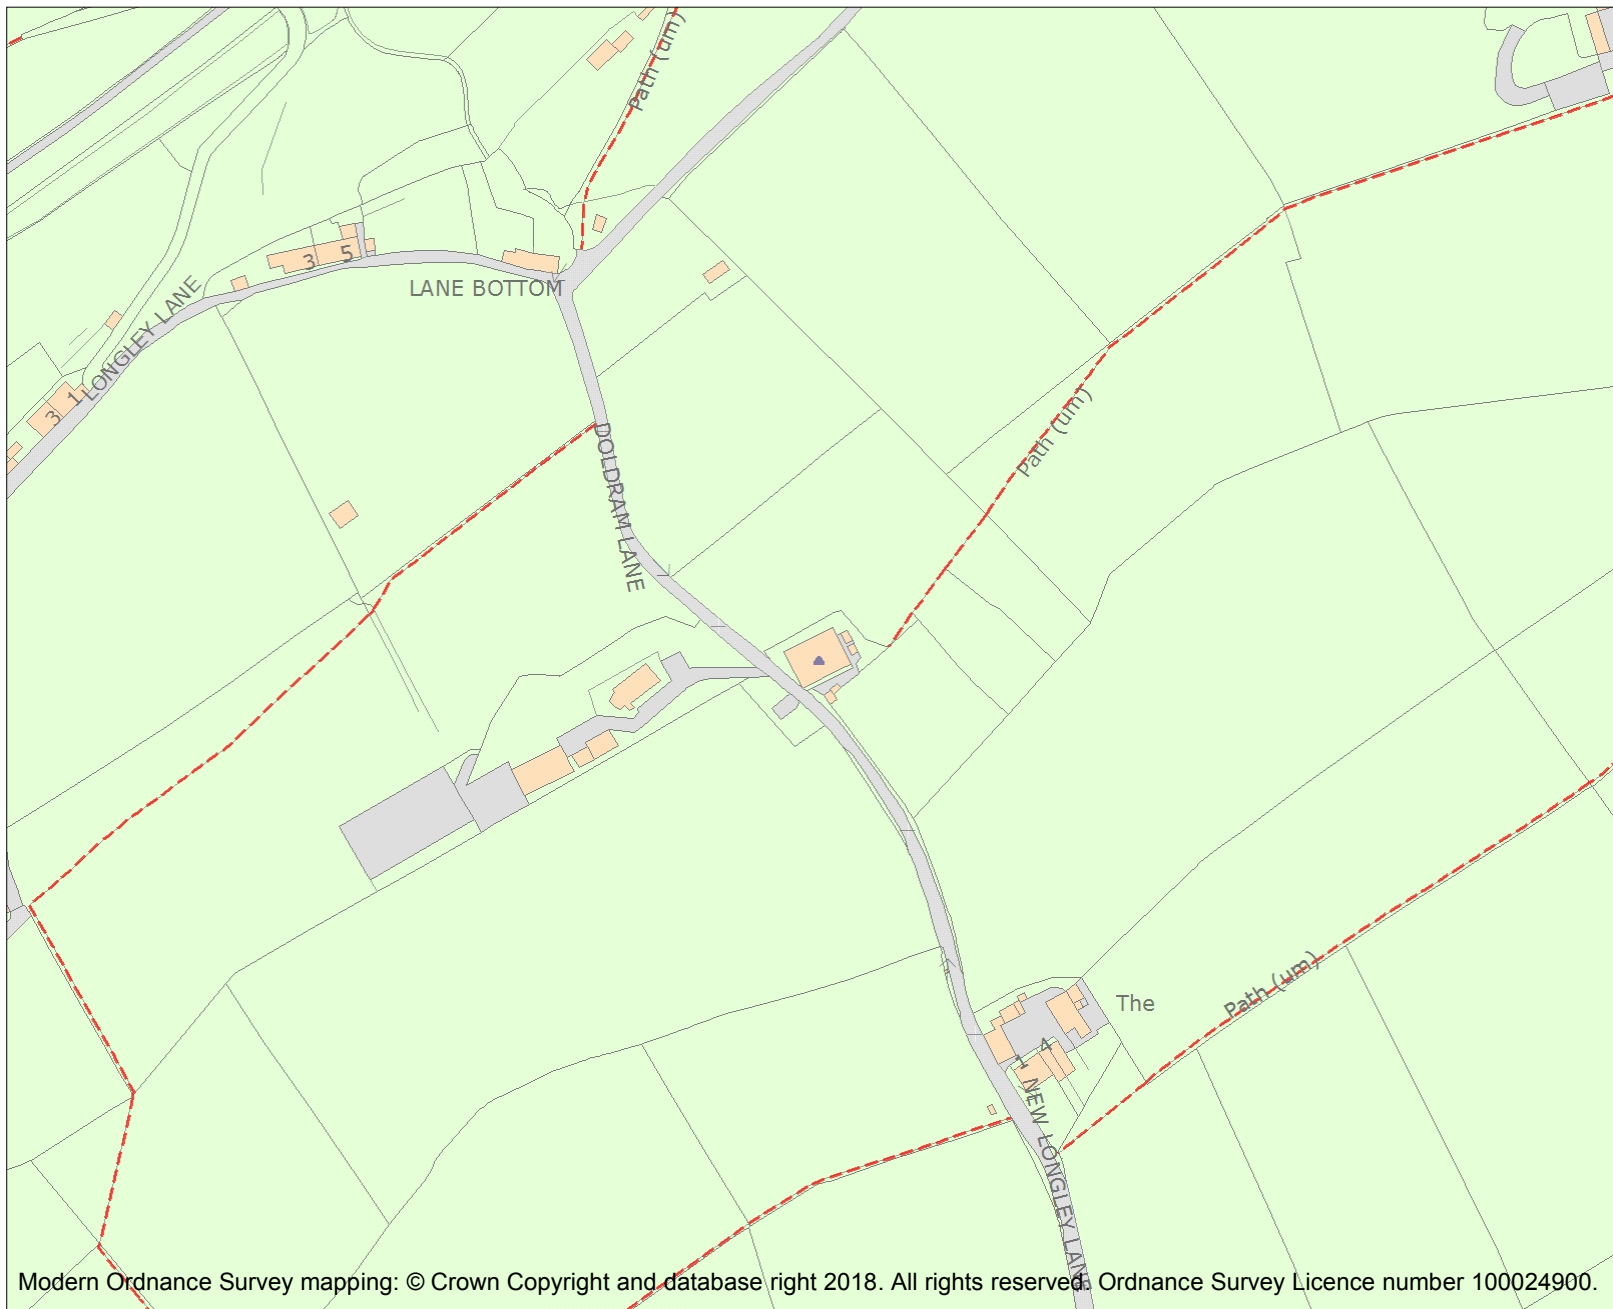 Path (um)
3 5
LANE BOTTOM
LONGLEY LANE
3 1
Path (um)
DOLDRAM LANE
Path (um)
The
1 4
NEW LONGLEY LANE
Modern Ordnance Survey mapping: © Crown Copyright and database right 2018. All rights reserved. Ordnance Survey Licence number 100024900.